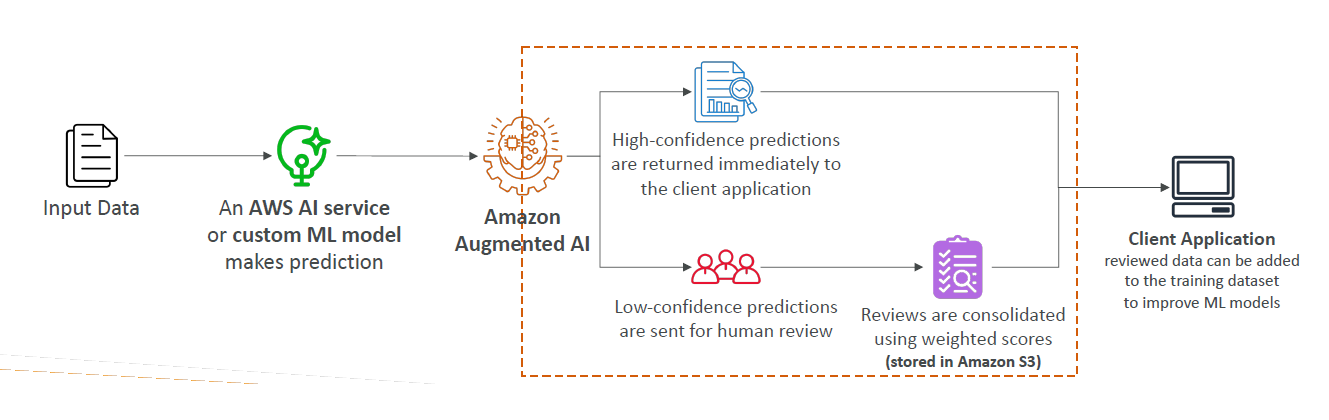 Input Data
An AWS AI service
or custom ML model
makes prediction
Amazon
Augmented AI
High-confidence predictions
are returned immediately to
the client application
Low-confidence predictions
are sent for human review
Reviews are consolidated
using weighted scores
(stored in Amazon S3)
Client Application
reviewed data can be added
to the training dataset
to improve ML models